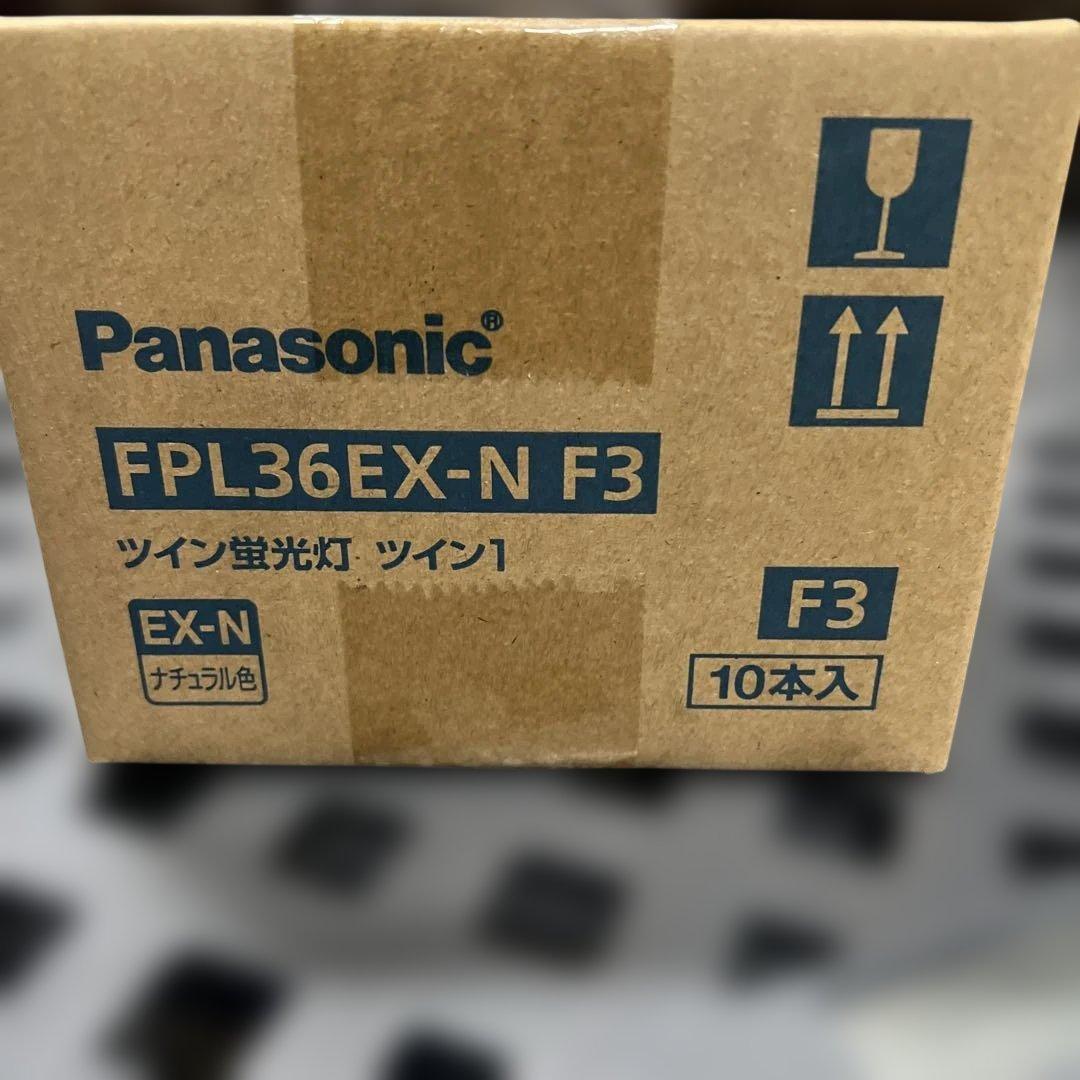 Panasonic®
FPL36EX-N F3
ツイン蛍光灯 ツイン1
EX-N
ナチュラル色
F3
10本入